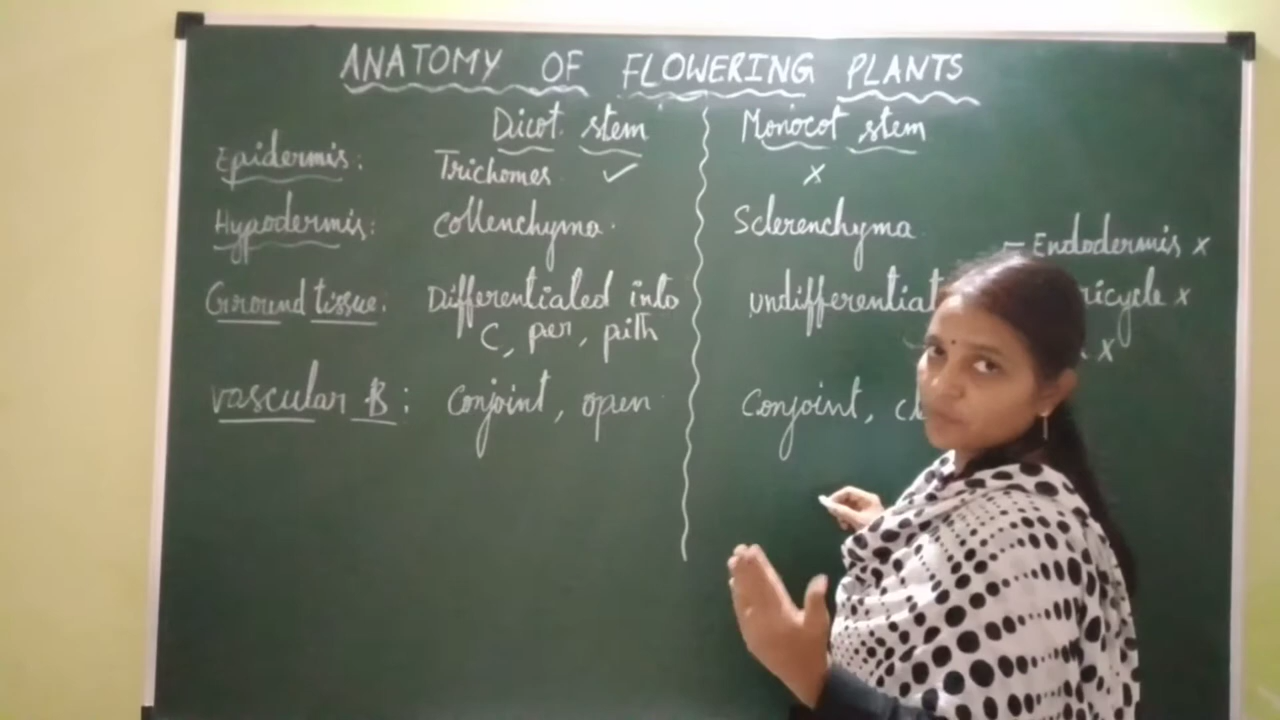 ANATOMY OF FLOWERING PLANTS
Dicot stem Monocot stem
Epidermis: Trichomes ✓ x
Hypodermis: Collenchyma. Sclerenchyma
– Endodermis x
Ground tissue. Differentiated into undifferentiat x
C, per, pith x
Vascular B: Conjoint, open Conjoint,